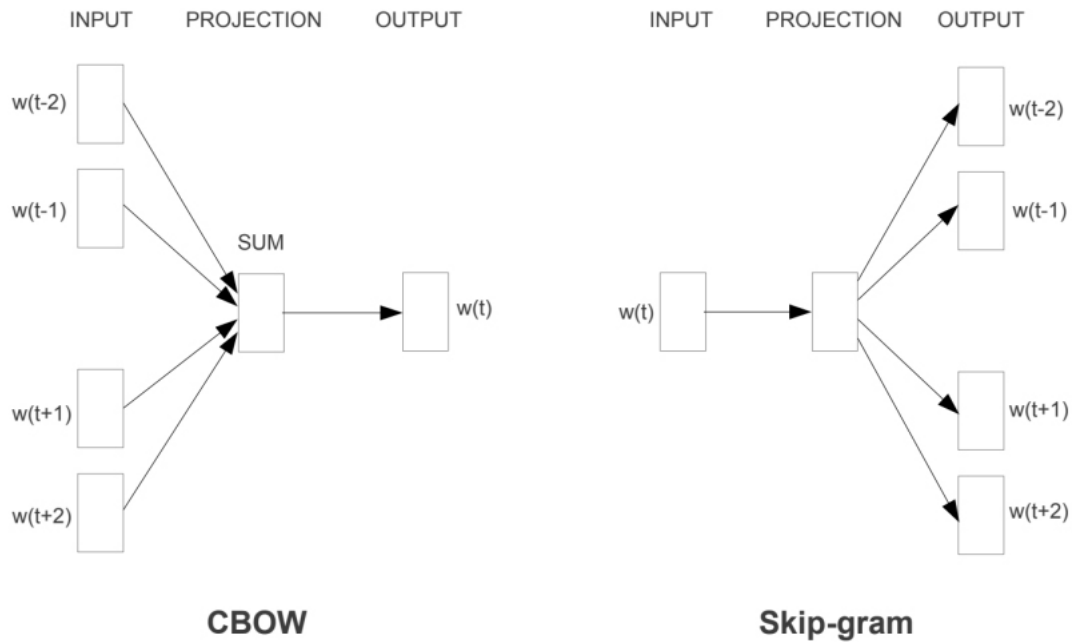 INPUT PROJECTION OUTPUT
w(t-2)
w(t-1)
SUM
w(t)
w(t+1)
w(t+2)
CBOW
INPUT PROJECTION OUTPUT
w(t-2)
w(t-1)
w(t)
w(t+1)
w(t+2)
Skip-gram